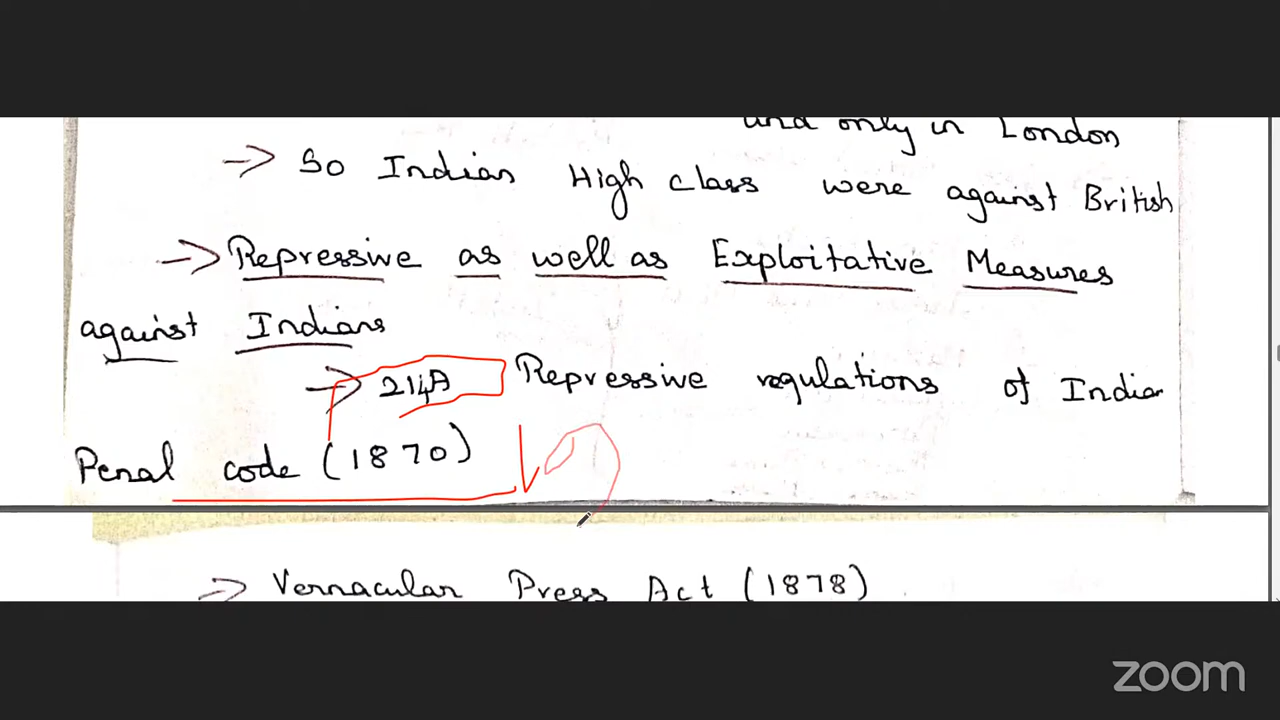 and only in London
-> So Indian High class were against British
-> Repressive as well as Exploitative Measures
against Indians
-> 214A Repressive regulations of Indian
Penal code (1870)
-> Vernacular Press Act (1878)
zoom